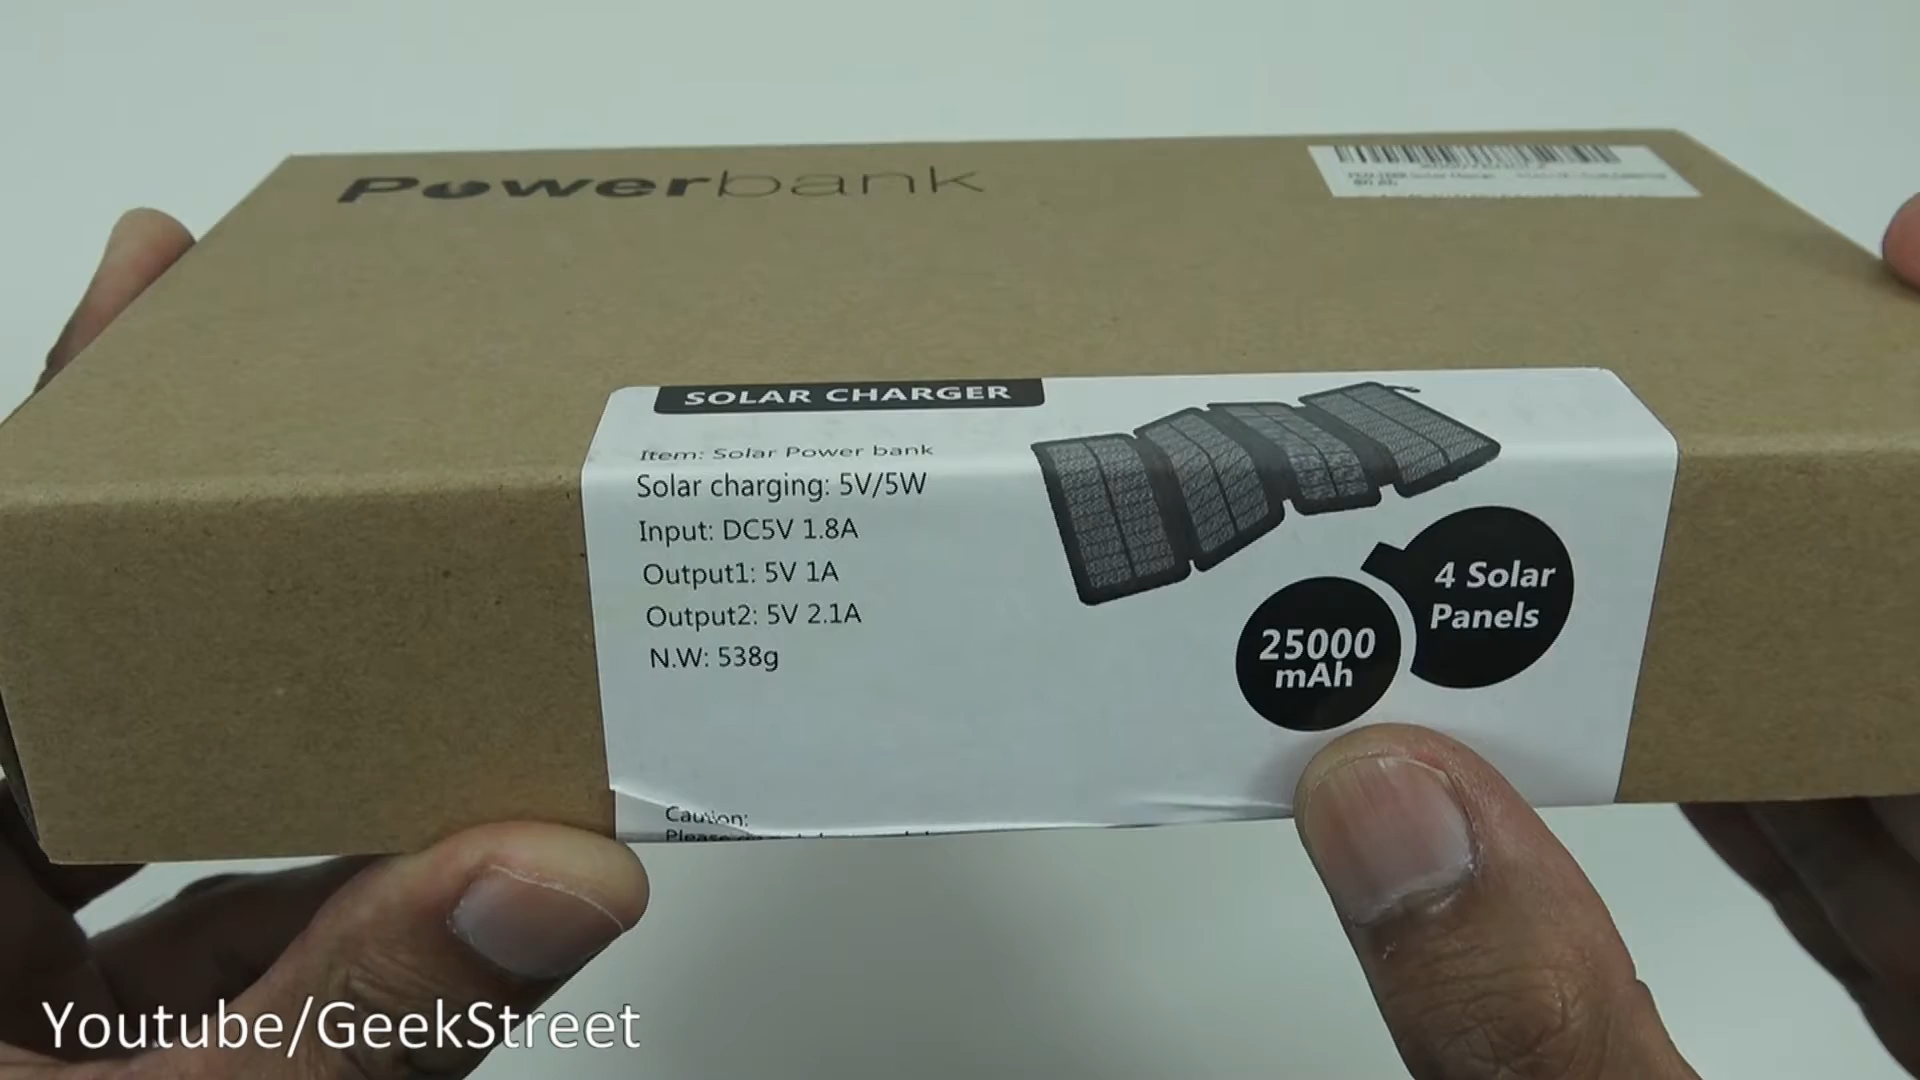 Powerbank
SOLAR CHARGER
Item: Solar Power bank
Solar charging: 5V/5W
Input: DC5V 1.8A
Output1: 5V 1A
Output2: 5V 2.1A
N.W: 538g
4 Solar
Panels
25000
mAh
Caution:
Please
Youtube/GeekStreet